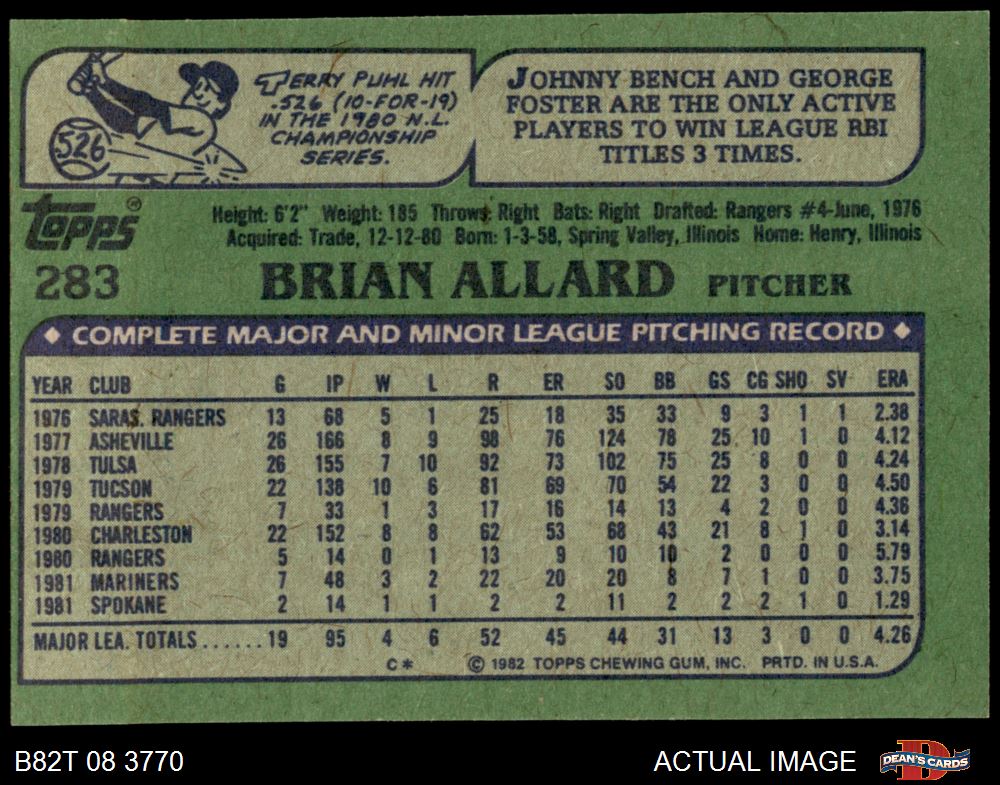 TERRY PUHL HIT
.526 (10-FOR-19)
IN THE 1980 N.L.
CHAMPIONSHIP
SERIES.
526
JOHNNY BENCH AND GEORGE
FOSTER ARE THE ONLY ACTIVE
PLAYERS TO WIN LEAGUE RBI
TITLES 3 TIMES.
TOPPS®
Height: 6'2" Weight: 185 Throws: Right Bats: Right Drafted: Rangers #4-June, 1976
Acquired: Trade, 12-12-80 Born: 1-3-58, Spring Valley, Illinois Home: Henry, Illinois
283 BRIAN ALLARD PITCHER
◆ COMPLETE MAJOR AND MINOR LEAGUE PITCHING RECORD ◆
YEAR CLUB G IP W L R ER SO BB GS CG SHO SV ERA
1976 SARAS. RANGERS 13 68 5 1 25 18 35 33 9 3 1 1 2.38
1977 ASHEVILLE 26 166 8 9 98 76 124 78 25 10 1 0 4.12
1978 TULSA 26 155 7 10 92 73 102 75 25 8 0 0 4.24
1979 TUCSON 22 138 10 6 81 69 70 54 22 3 0 0 4.50
1979 RANGERS 7 33 1 3 17 16 14 13 4 2 0 0 4.36
1980 CHARLESTON 22 152 8 8 62 53 68 43 21 8 1 0 3.14
1980 RANGERS 5 14 0 1 13 9 10 10 2 0 0 0 5.79
1981 MARINERS 7 48 3 2 22 20 20 8 7 1 0 0 3.75
1981 SPOKANE 2 14 1 1 2 2 11 2 2 2 1 0 1.29
MAJOR LEA. TOTALS......19 95 4 6 52 45 44 31 13 3 0 0 4.26
C* © 1982 TOPPS CHEWING GUM, INC. PRTD. IN U.S.A.
B82T 08 3770 ACTUAL IMAGE D DEAN'S CARDS